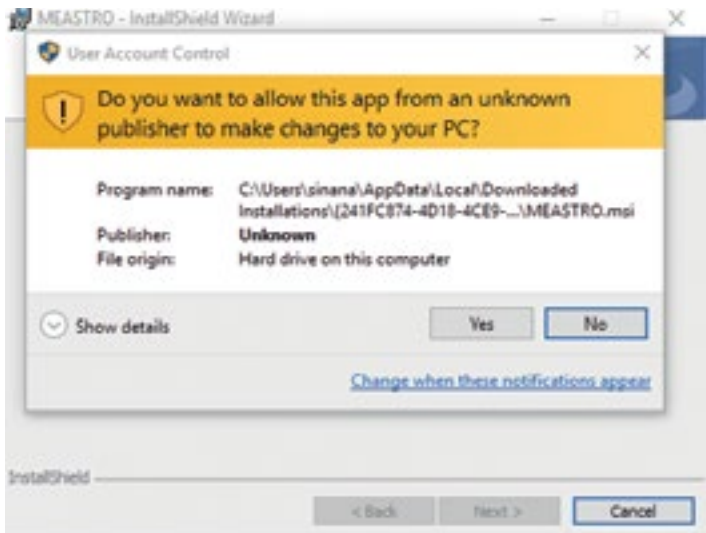 MEASTRO - InstallShield Wizard
User Account Control
Do you want to allow this app from an unknown
publisher to make changes to your PC?
Program name: C:\Users\sinana\AppData\Local\Downloaded
Installations\{241FC874-4D18-4CE9-...\MEASTRO.msi
Publisher: Unknown
File origin: Hard drive on this computer
Show details
Yes
No
Change when these notifications appear
InstallShield
< Back
Next >
Cancel